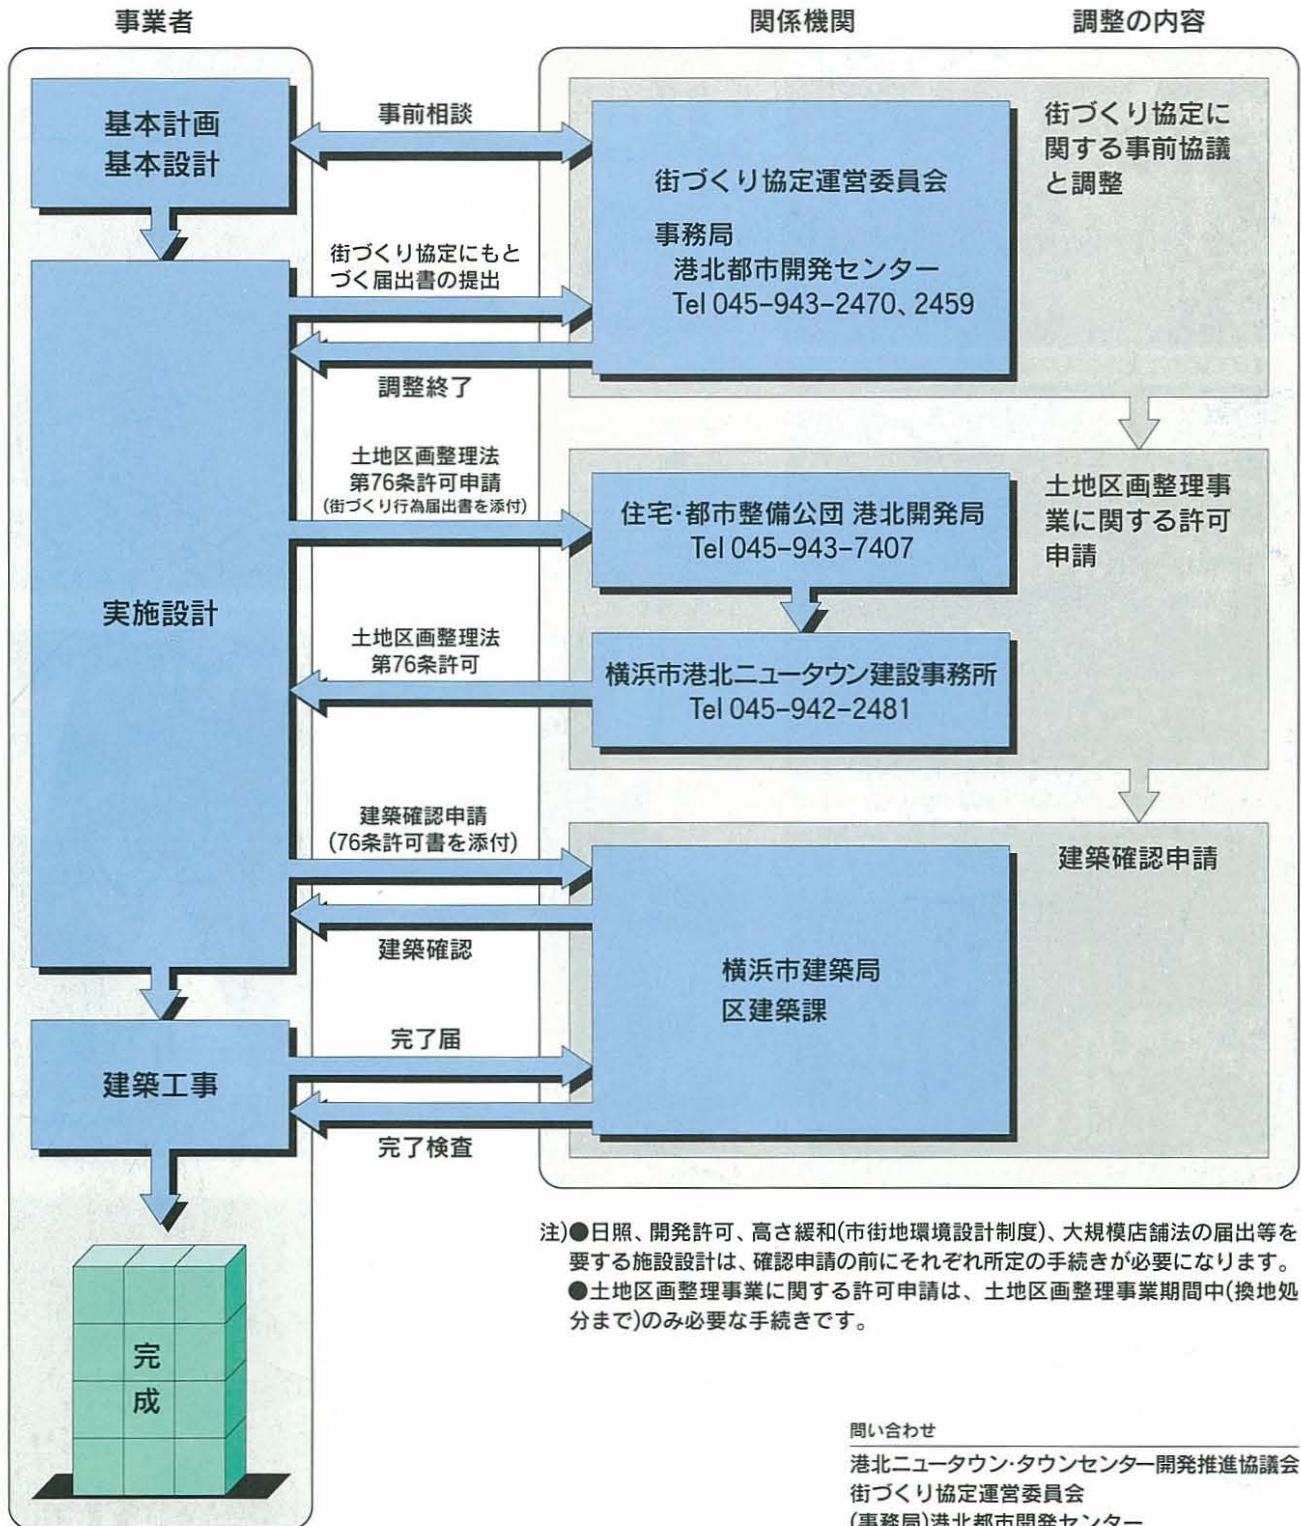 事業者
関係機関
調整の内容
基本計画
基本設計
事前相談
街づくり協定運営委員会
事務局
港北都市開発センター
Tel 045-943-2470、2459
街づくり協定に
関する事前協議
と調整
街づくり協定にもと
づく届出書の提出
調整終了
実施設計
土地区画整理法
第76条許可申請
(街づくり行為届出書を添付)
住宅・都市整備公団 港北開発局
Tel 045-943-7407
土地区画整理事
業に関する許可
申請
土地区画整理法
第76条許可
横浜市港北ニュータウン建設事務所
Tel 045-942-2481
建築確認申請
(76条許可書を添付)
建築確認
横浜市建築局
区建築課
建築確認申請
建築工事
完了届
完了検査
完
成
注)●日照、開発許可、高さ緩和(市街地環境設計制度)、大規模店舗法の届出等を
要する施設設計は、確認申請の前にそれぞれ所定の手続きが必要になります。
●土地区画整理事業に関する許可申請は、土地区画整理事業期間中(換地処
分まで)のみ必要な手続きです。
問い合わせ
港北ニュータウン・タウンセンター開発推進協議会
街づくり協定運営委員会
(事務局)港北都市開発センター